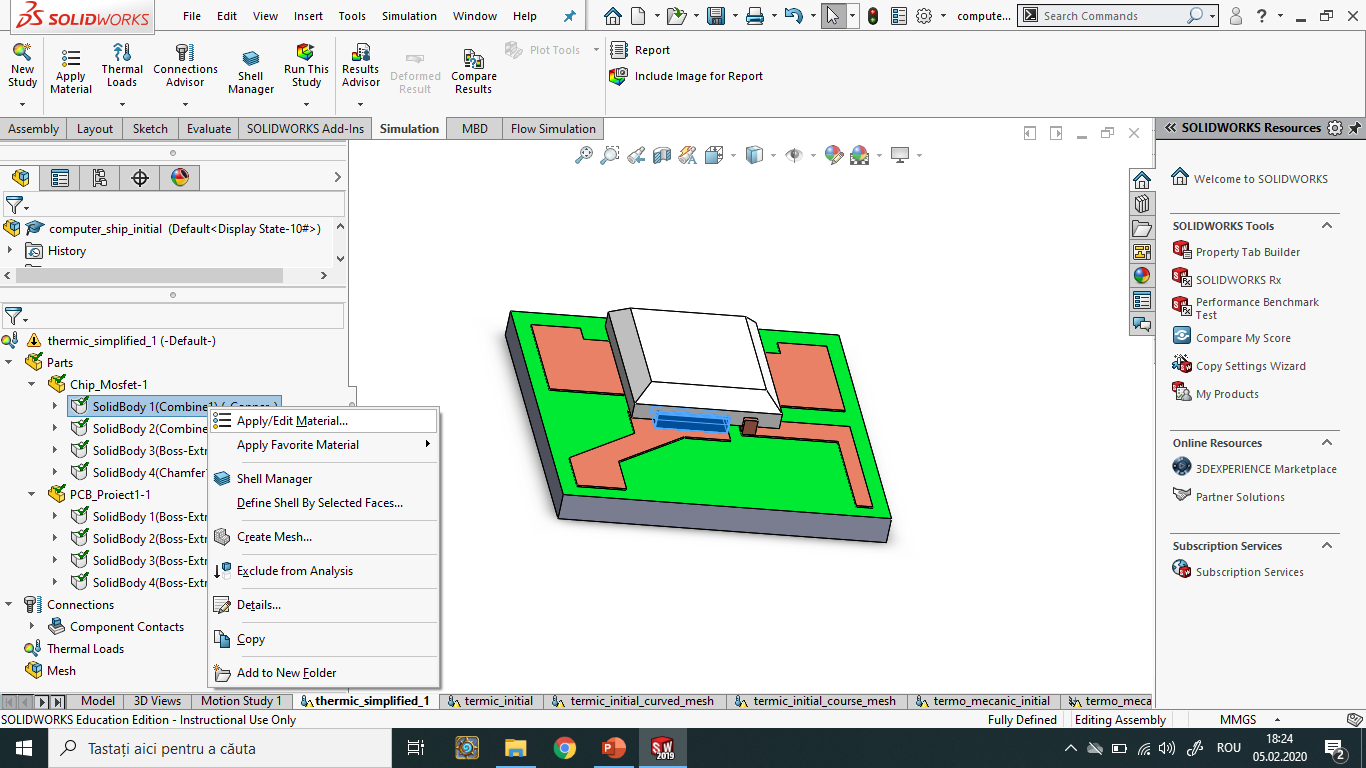 SOLIDWORKS
File Edit View Insert Tools Simulation Window Help
compute...
Search Commands
New Study
Apply Material
Thermal Loads
Connections Advisor
Shell Manager
Run This Study
Results Advisor
Deformed Result
Compare Results
Plot Tools
Report
Include Image for Report
Assembly Layout Sketch Evaluate SOLIDWORKS Add-Ins Simulation MBD Flow Simulation
computer_ship_initial (Default<Display State-10#>)
History
thermic_simplified_1 (-Default-)
Parts
Chip_Mosfet-1
SolidBody 1(Combine1) (-Copper-)
SolidBody 2(Combine
SolidBody 3(Boss-Extr
SolidBody 4(Chamfer
PCB_Proiect1-1
SolidBody 1(Boss-Extr
SolidBody 2(Boss-Extr
SolidBody 3(Boss-Extr
SolidBody 4(Boss-Extr
Connections
Component Contacts
Thermal Loads
Mesh
Apply/Edit Material...
Apply Favorite Material
Shell Manager
Define Shell By Selected Faces...
Create Mesh...
Exclude from Analysis
Details...
Copy
Add to New Folder
SOLIDWORKS Resources
Welcome to SOLIDWORKS
SOLIDWORKS Tools
Property Tab Builder
SOLIDWORKS Rx
Performance Benchmark
Test
Compare My Score
Copy Settings Wizard
My Products
Online Resources
3DEXPERIENCE Marketplace
Partner Solutions
Subscription Services
Subscription Services
Model 3D Views Motion Study 1 thermic_simplified_1 termic_initial termic_initial_curved_mesh termic_initial_course_mesh termo_mecanic_initial termo_meca
SOLIDWORKS Education Edition - Instructional Use Only
Fully Defined Editing Assembly MMGS
Tastați aici pentru a căuta
SW 2019
ROU
18:24
05.02.2020
2